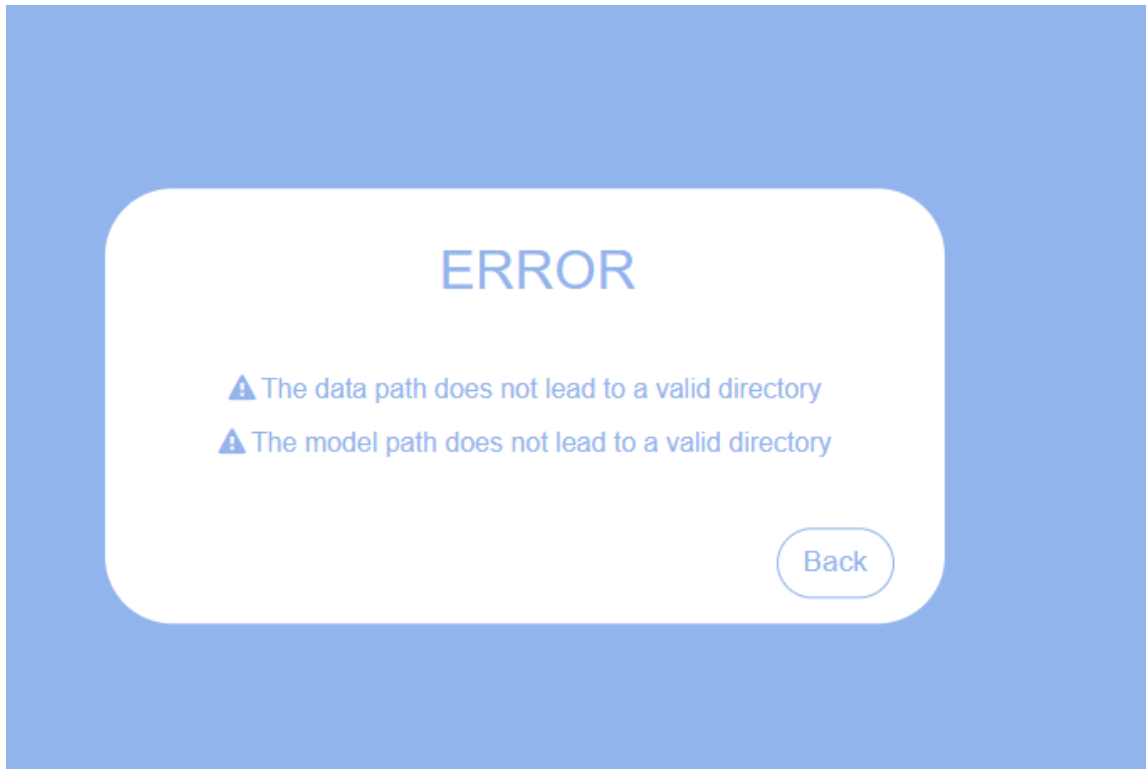 ERROR
The data path does not lead to a valid directory
The model path does not lead to a valid directory
Back